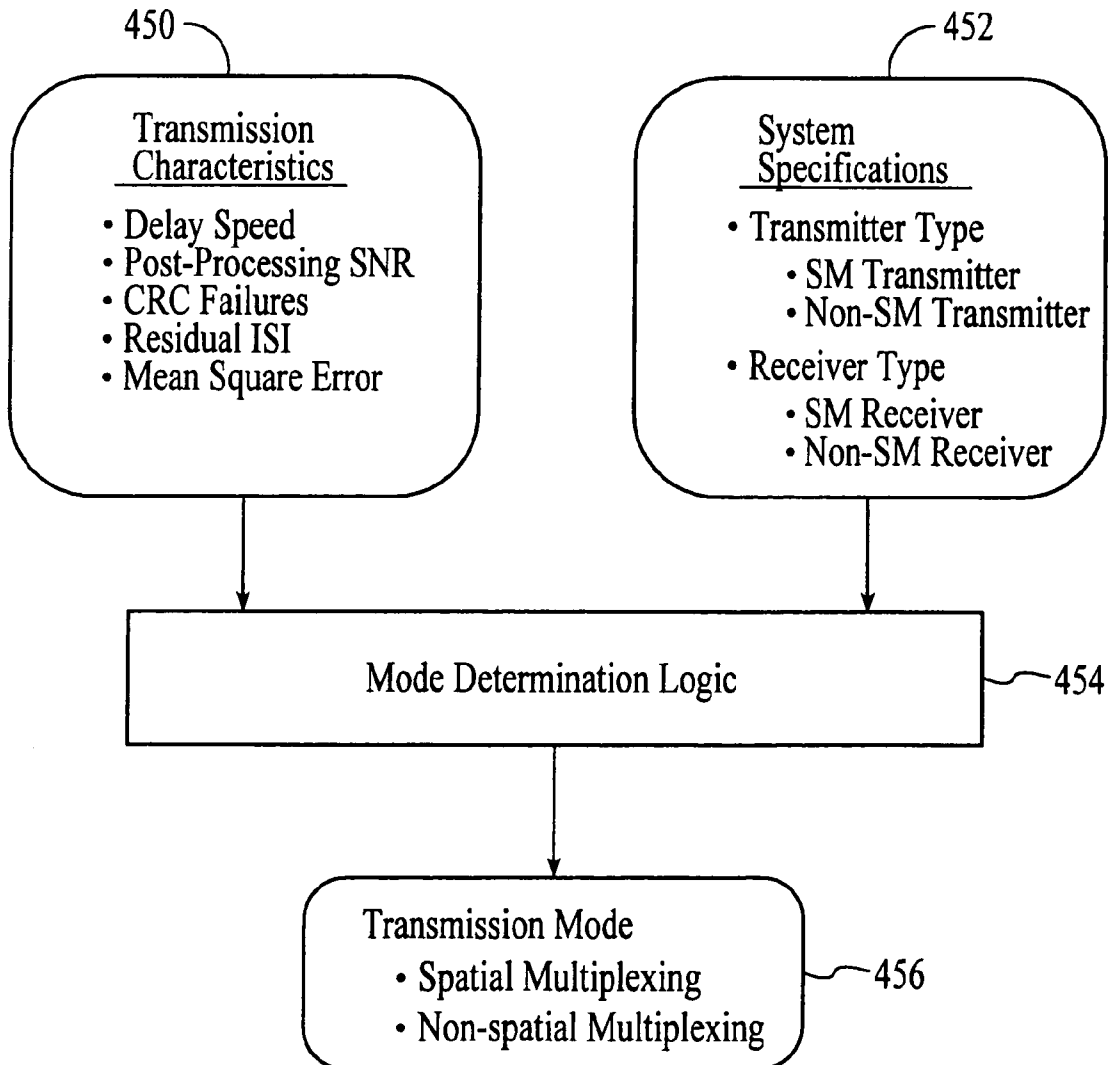 450
Transmission
Characteristics
• Delay Speed
• Post-Processing SNR
• CRC Failures
• Residual ISI
• Mean Square Error
452
System
Specifications
• Transmitter Type
• SM Transmitter
• Non-SM Transmitter
• Receiver Type
• SM Receiver
• Non-SM Receiver
Mode Determination Logic
454
Transmission Mode
• Spatial Multiplexing
• Non-spatial Multiplexing
456